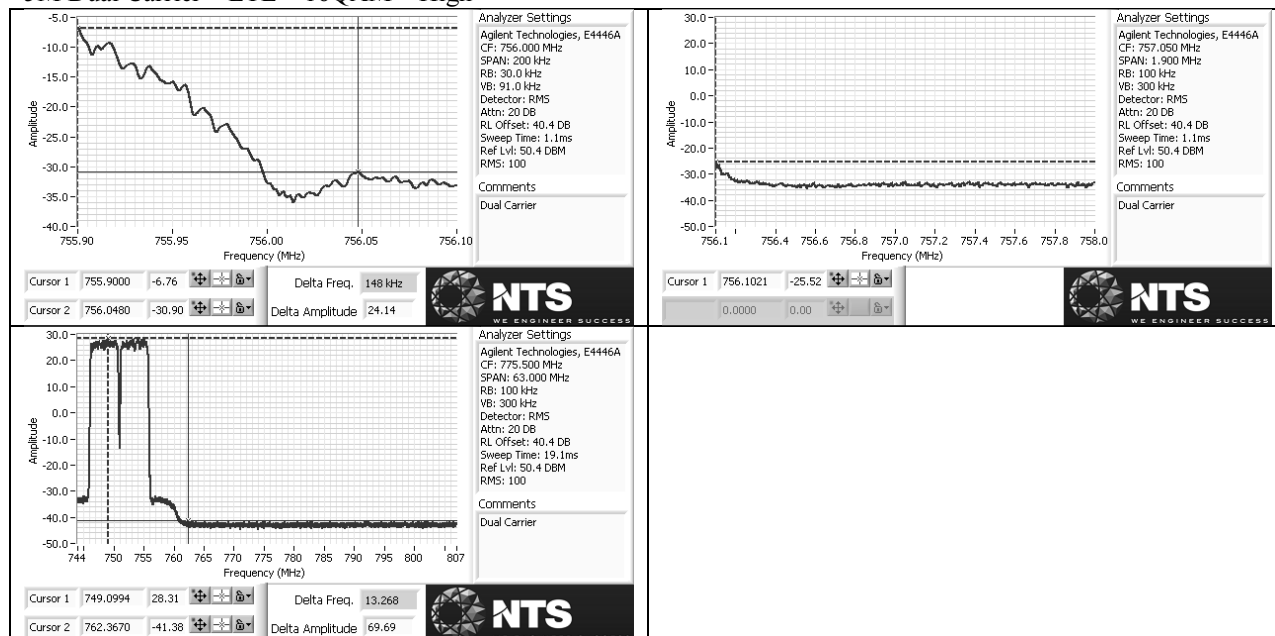 5M Dual Carrier – LTE – 16QAM – High
-5.0
-10.0
-15.0
-20.0
-25.0
-30.0
-35.0
-40.0
Amplitude
755.90 755.95 756.00 756.05 756.10
Frequency (MHz)
Analyzer Settings
Agilent Technologies, E4446A
CF: 756.000 MHz
SPAN: 200 kHz
RB: 30.0 kHz
VB: 91.0 kHz
Detector: RMS
Attn: 20 DB
RL Offset: 40.4 DB
Sweep Time: 1.1ms
Ref Lvl: 50.4 DBM
RMS: 100
Comments
Dual Carrier
Cursor 1 755.9000 -6.76 Delta Freq. 148 kHz
Cursor 2 756.0480 -30.90 Delta Amplitude 24.14
NTS
WE ENGINEER SUCCESS
30.0
20.0
10.0
0.0
-10.0
-20.0
-30.0
-40.0
-50.0
Amplitude
756.1 756.4 756.6 756.8 757.0 757.2 757.4 757.6 757.8 758.0
Frequency (MHz)
Analyzer Settings
Agilent Technologies, E4446A
CF: 757.050 MHz
SPAN: 1.900 MHz
RB: 100 kHz
VB: 300 kHz
Detector: RMS
Attn: 20 DB
RL Offset: 40.4 DB
Sweep Time: 1.1ms
Ref Lvl: 50.4 DBM
RMS: 100
Comments
Dual Carrier
Cursor 1 756.1021 -25.52
0.0000 0.00
NTS
WE ENGINEER SUCCESS
30.0
20.0
10.0
0.0
-10.0
-20.0
-30.0
-40.0
-50.0
Amplitude
744 750 755 760 765 770 775 780 785 790 795 800 807
Frequency (MHz)
Analyzer Settings
Agilent Technologies, E4446A
CF: 775.500 MHz
SPAN: 63.000 MHz
RB: 100 kHz
VB: 300 kHz
Detector: RMS
Attn: 20 DB
RL Offset: 40.4 DB
Sweep Time: 19.1ms
Ref Lvl: 50.4 DBM
RMS: 100
Comments
Dual Carrier
Cursor 1 749.0994 28.31 Delta Freq. 13.268
Cursor 2 762.3670 -41.38 Delta Amplitude 69.69
NTS